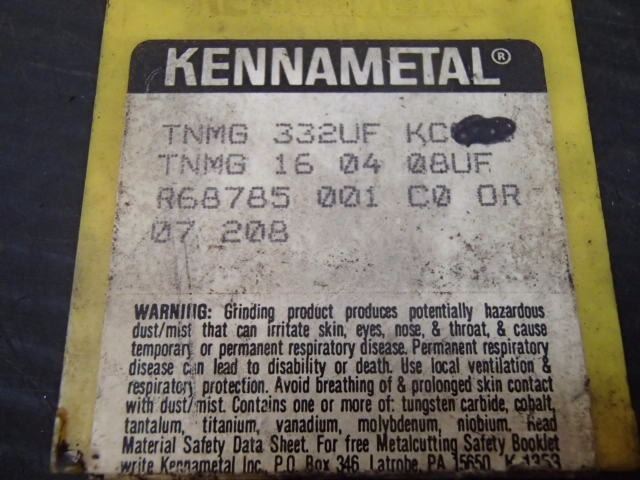 KENNAMETAL®
TNMG 332UF KC
TNMG 16 04 08UF
R68785 001 C0 OR
07 208
WARNING: Grinding product produces potentially hazardous
dust/mist that can irritate skin, eyes, nose, & throat, & cause
temporary or permanent respiratory disease. Permanent respiratory
disease can lead to disability or death. Use local ventilation &
respiratory protection. Avoid breathing of & prolonged skin contact
with dust/mist. Contains one or more of: tungsten carbide, cobalt,
tantalum, titanium, vanadium, molybdenum, niobium. Read
Material Safety Data Sheet. For free Metalcutting Safety Booklet
write Kennametal Inc., P.O. Box 346, Latrobe, PA 15650. K-1353